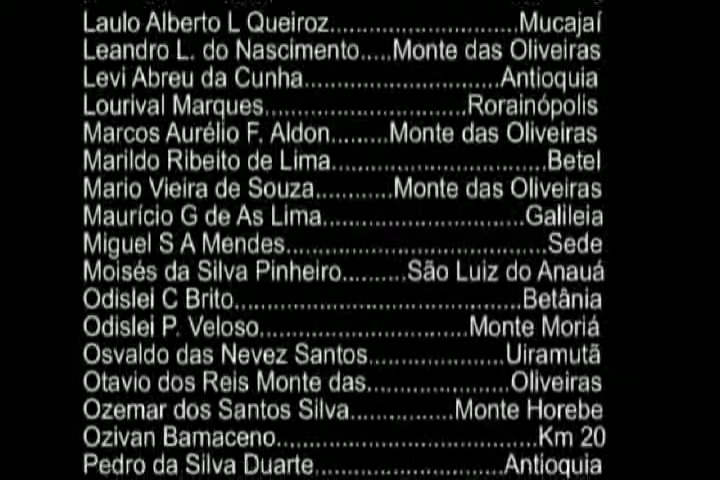 Laulo Alberto L Queiroz.............................Mucajaí
Leandro L. do Nascimento.....Monte das Oliveiras
Levi Abreu da Cunha..............................Antioquia
Lourival Marques...............................Rorainópolis
Marcos Aurélio F. Aldon.........Monte das Oliveiras
Marildo Ribeito de Lima.................................Betel
Mario Vieira de Souza............Monte das Oliveiras
Maurício G de As Lima...............................Galileia
Miguel S A Mendes........................................Sede
Moisés da Silva Pinheiro..........São Luiz do Anauá
Odislei C Brito............................................Betânia
Odislei P. Veloso................................Monte Moriá
Osvaldo das Nevez Santos.....................Uiramutã
Otavio dos Reis Monte das......................Oliveiras
Ozemar dos Santos Silva................Monte Horebe
Ozivan Bamaceno........................................Km 20
Pedro da Silva Duarte.............................Antioquia